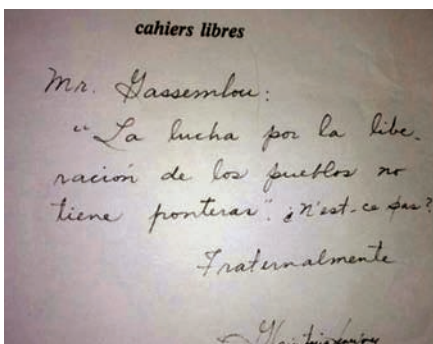 cahiers libres
Mr. Gassemlou:
"La lucha por la libe-
ración de los pueblos no
tiene fronteras". ¿N'est-ce pas?
Fraternalmente